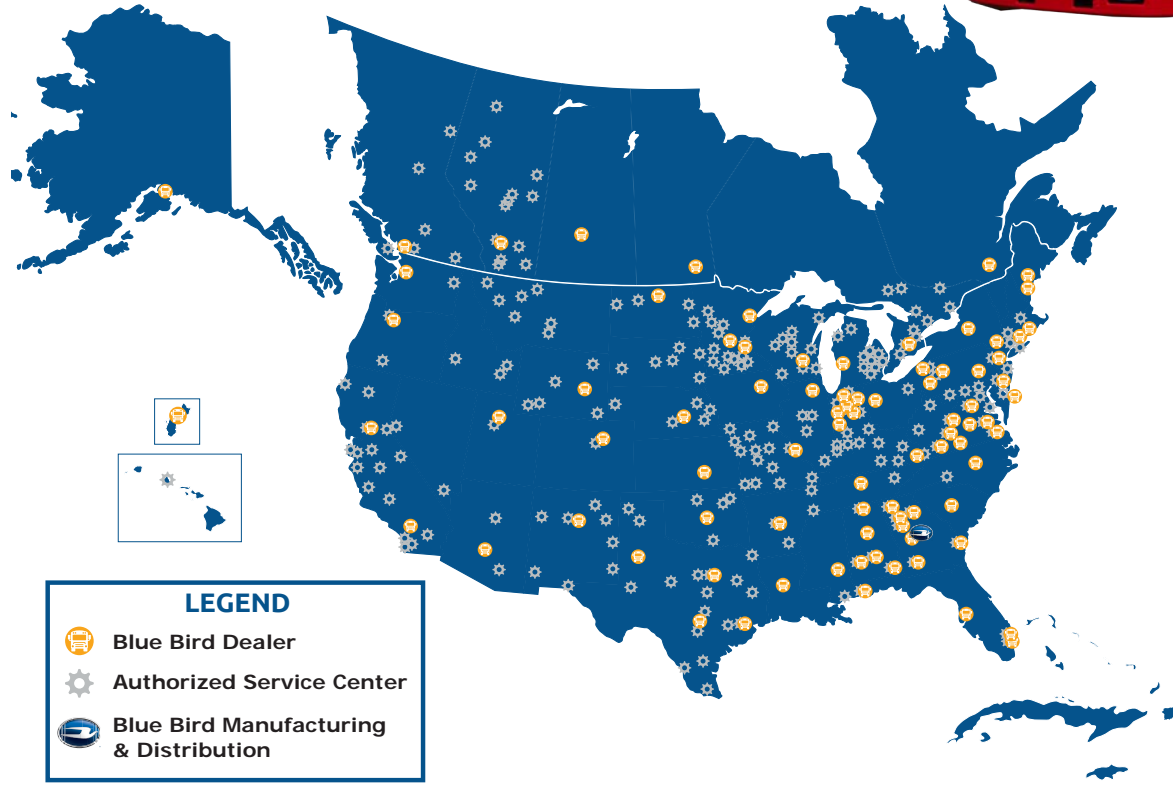 LEGEND
Blue Bird Dealer
Authorized Service Center
Blue Bird Manufacturing
& Distribution